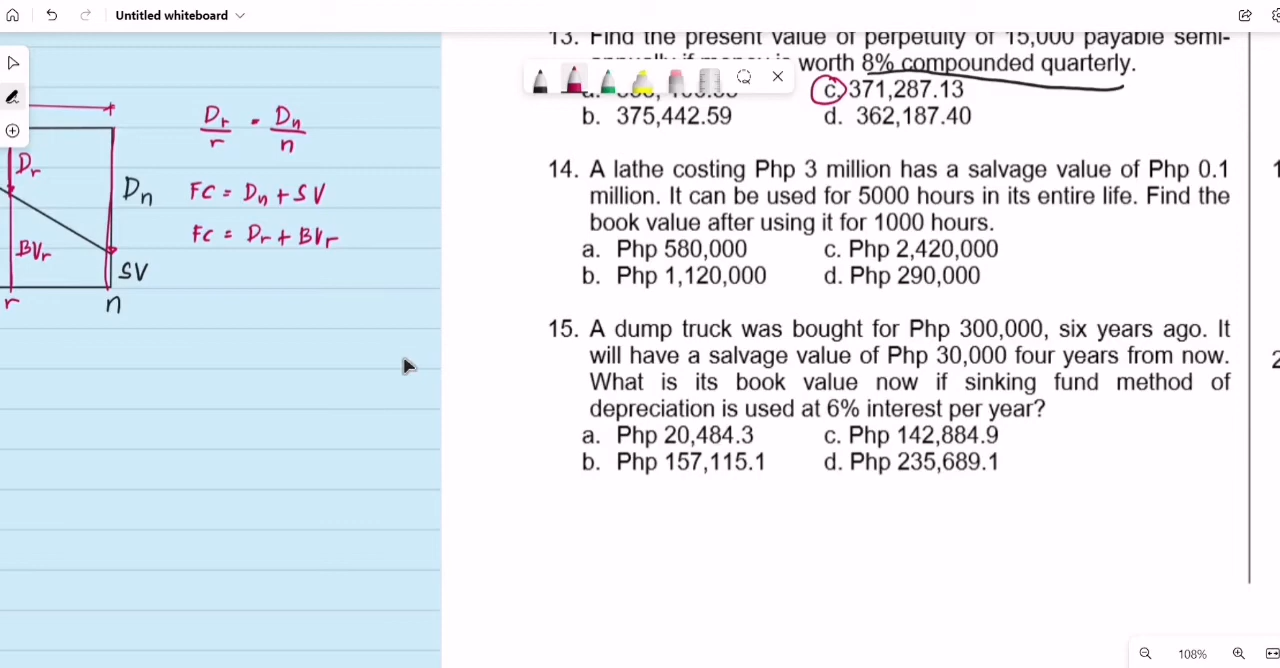 Untitled whiteboard
Dr/r = Dn/n
FC = Dn + SV
FC = Dr + BVr
Dr
Dn
BVr
SV
r
n
13. Find the present value of perpetuity of 15,000 payable semi-
worth 8% compounded quarterly.
c. 371,287.13
b. 375,442.59 d. 362,187.40
14. A lathe costing Php 3 million has a salvage value of Php 0.1
million. It can be used for 5000 hours in its entire life. Find the
book value after using it for 1000 hours.
a. Php 580,000 c. Php 2,420,000
b. Php 1,120,000 d. Php 290,000
15. A dump truck was bought for Php 300,000, six years ago. It
will have a salvage value of Php 30,000 four years from now.
What is its book value now if sinking fund method of
depreciation is used at 6% interest per year?
a. Php 20,484.3 c. Php 142,884.9
b. Php 157,115.1 d. Php 235,689.1
108%